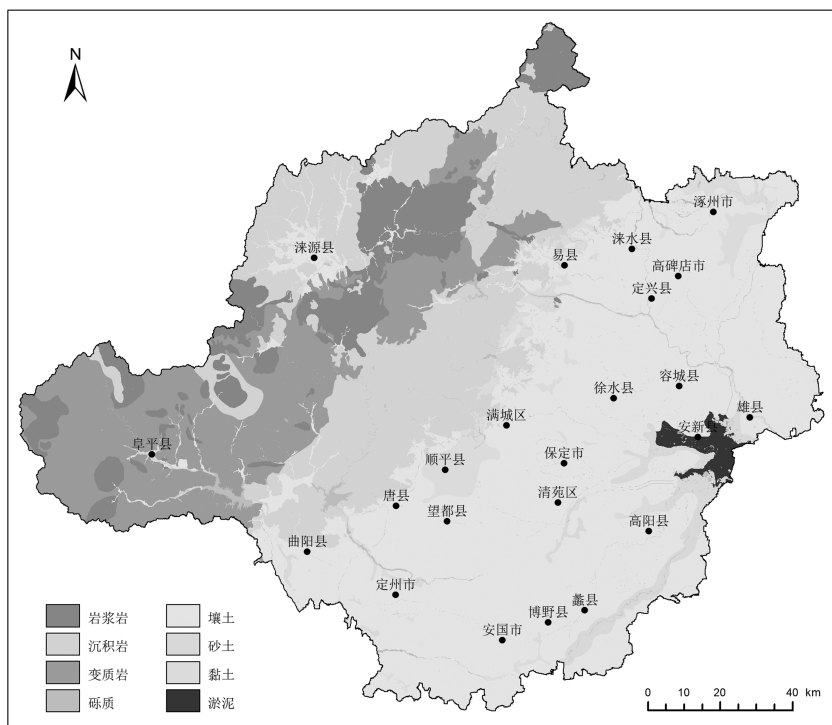 N
涿州市
涞水县
涞源县
易县
高碑店市
定兴县
容城县
徐水县
雄县
满城区
安新县
阜平县
顺平县
保定市
唐县
清苑区
望都县
高阳县
曲阳县
定州市
蠡县
博野县
安国市
岩浆岩
壤土
沉积岩
砂土
变质岩
黏土
砾质
淤泥
0 10 20 40 km